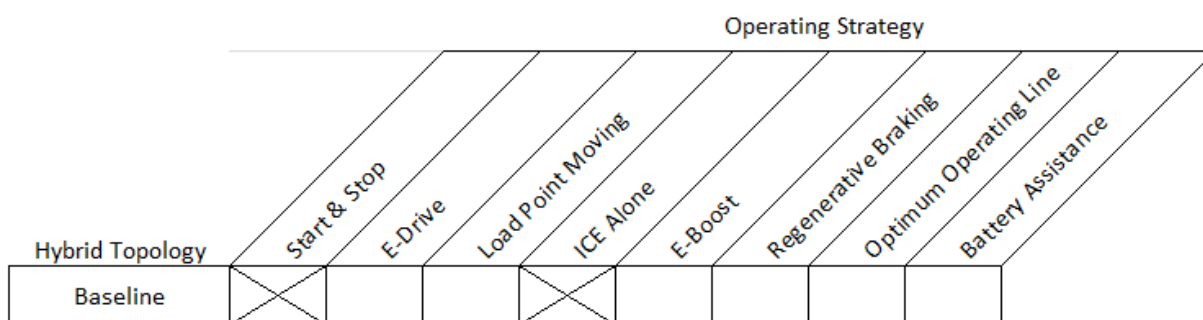 Operating Strategy
Start & Stop
E-Drive
Load Point Moving
ICE Alone
E-Boost
Regenerative Braking
Optimum Operating Line
Battery Assistance
Hybrid Topology
Baseline